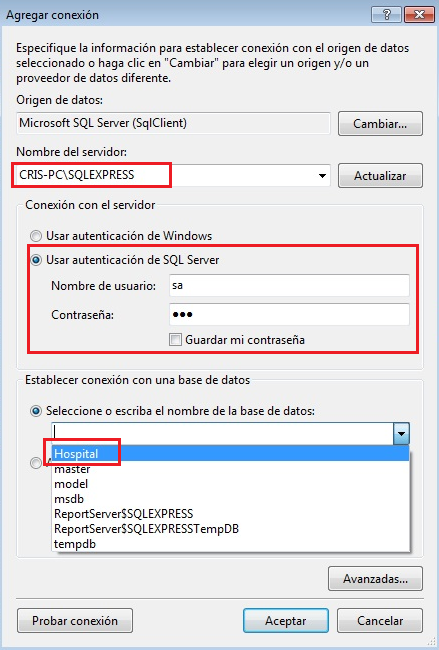 Agregar conexión
Especifique la información para establecer conexión con el origen de datos
seleccionado o haga clic en "Cambiar" para elegir un origen y/o un
proveedor de datos diferente.
Origen de datos:
Microsoft SQL Server (SqlClient)
Cambiar...
Nombre del servidor:
CRIS-PC\SQLEXPRESS
Actualizar
Conexión con el servidor
Usar autenticación de Windows
Usar autenticación de SQL Server
Nombre de usuario:
sa
Contraseña:
●●●
Guardar mi contraseña
Establecer conexión con una base de datos
Seleccione o escriba el nombre de la base de datos:
Hospital
master
model
msdb
ReportServer$SQLEXPRESS
ReportServer$SQLEXPRESSTempDB
tempdb
Avanzadas...
Probar conexión
Aceptar
Cancelar